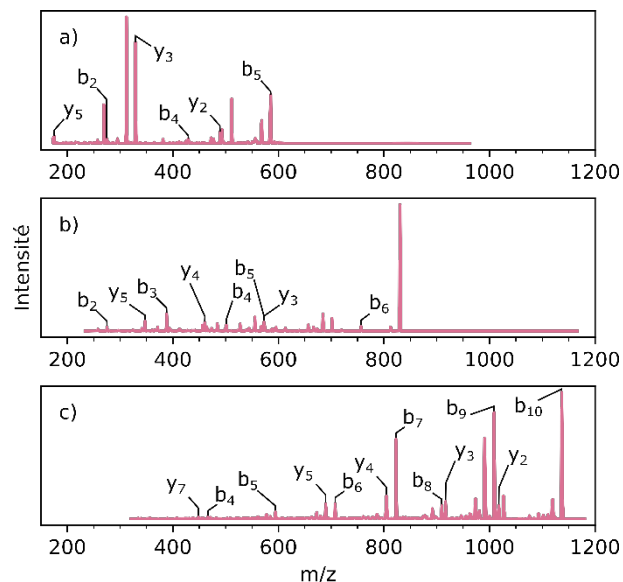 a)
y₃
b₂
b₅
y₅
b₄
y₂
200 400 600 800 1000 1200
Intensité
b)
b₂
y₅
b₃
y₄
b₄
b₅
y₃
b₆
200 400 600 800 1000 1200
c)
y₇
b₄
b₅
y₅
b₆
y₄
b₇
b₈
y₃
b₉
y₂
b₁₀
200 400 600 800 1000 1200
m/z